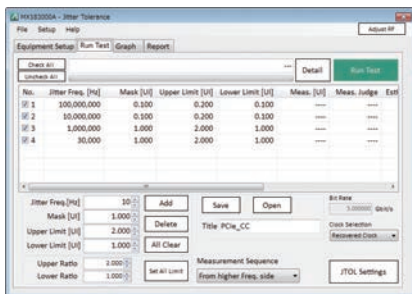 MX183000A - Jitter Tolerance
File Setup Help
Adjust RF
Equipment Setup Run Test Graph Report
Check All
Uncheck All
---
Detail
Run Test
No. Jitter Freq. [Hz] Mask [UI] Upper Limit [UI] Lower Limit [UI] Meas. [UI] Meas. Judge Esti
1 100,000,000 0.100 0.200 0.100 ---- ----
2 10,000,000 0.100 0.200 0.100 ---- ----
3 1,000,000 1.000 2.000 1.000 ---- ----
4 30,000 1.000 2.000 1.000 ---- ----
Jitter Freq.[Hz] 10 Add Save Open
Bit Rate
5.000000 Gbit/s
Mask [UI] 1.000
Delete
Title PCIe_CC
Upper Limit [UI] 2.000
Clock Selection
Recovered Clock
Lower Limit [UI] 1.000 All Clear
Upper Ratio 2.000
Set All Limit
Measurement Sequence
Lower Ratio 1.000
From higher Freq. side
JTOL Settings